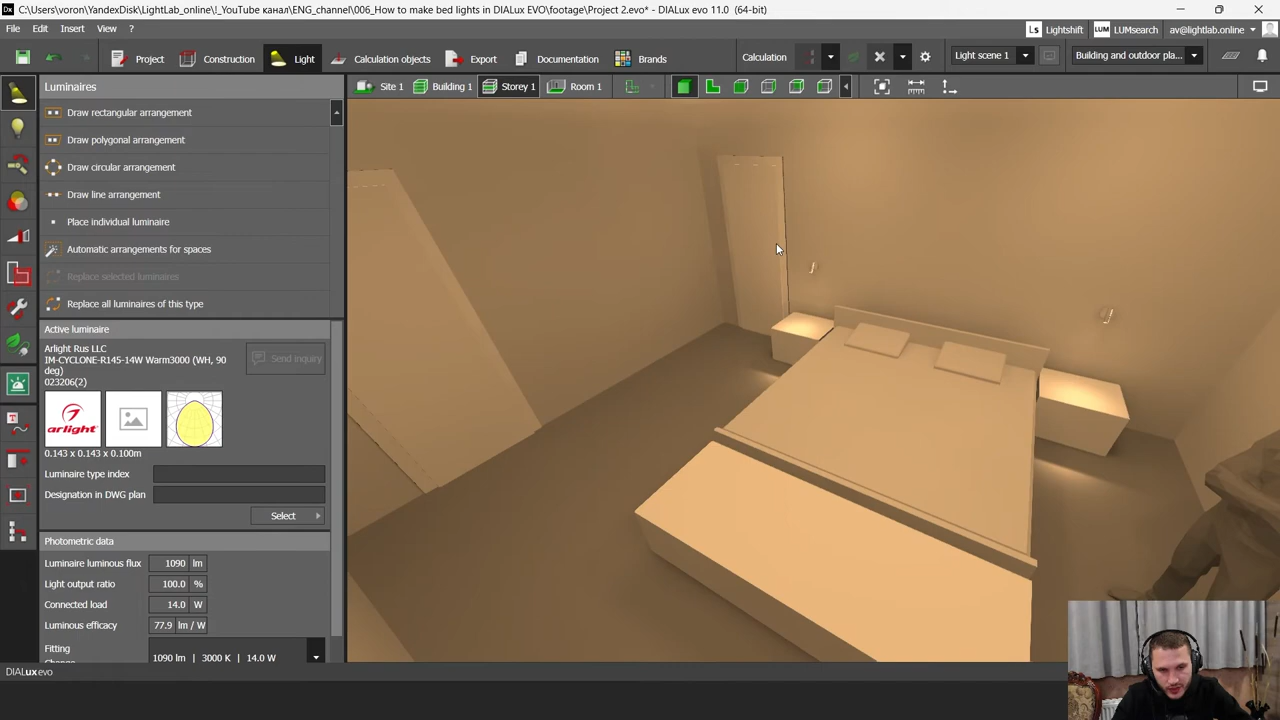 C:\Users\voron\YandexDisk\LightLab_online\!_YouTube канал\ENG_channel\006_How to make bed lights in DIALux EVO\footage\Project 2.evo* - DIALux evo 11.0 (64-bit)
File Edit Insert View ?
Ls Lightshift LUM LUMsearch av@lightlab.online
Project Construction Light Calculation objects Export Documentation Brands Calculation Light scene 1 Building and outdoor pla...
Luminaires
Site 1 Building 1 Storey 1 Room 1
Draw rectangular arrangement
Draw polygonal arrangement
Draw circular arrangement
Draw line arrangement
Place individual luminaire
Automatic arrangements for spaces
Replace selected luminaires
Replace all luminaires of this type
Active luminaire
Arlight Rus LLC
IM-CYCLONE-R145-14W Warm3000 (WH, 90
deg)
023206(2)
Send inquiry
arlight
0.143 x 0.143 x 0.100m
Luminaire type index
Designation in DWG plan
Select
Photometric data
Luminaire luminous flux 1090 lm
Light output ratio 100.0 %
Connected load 14.0 W
Luminous efficacy 77.9 lm / W
Fitting
Change 1090 lm | 3000 K | 14.0 W
DIALux evo